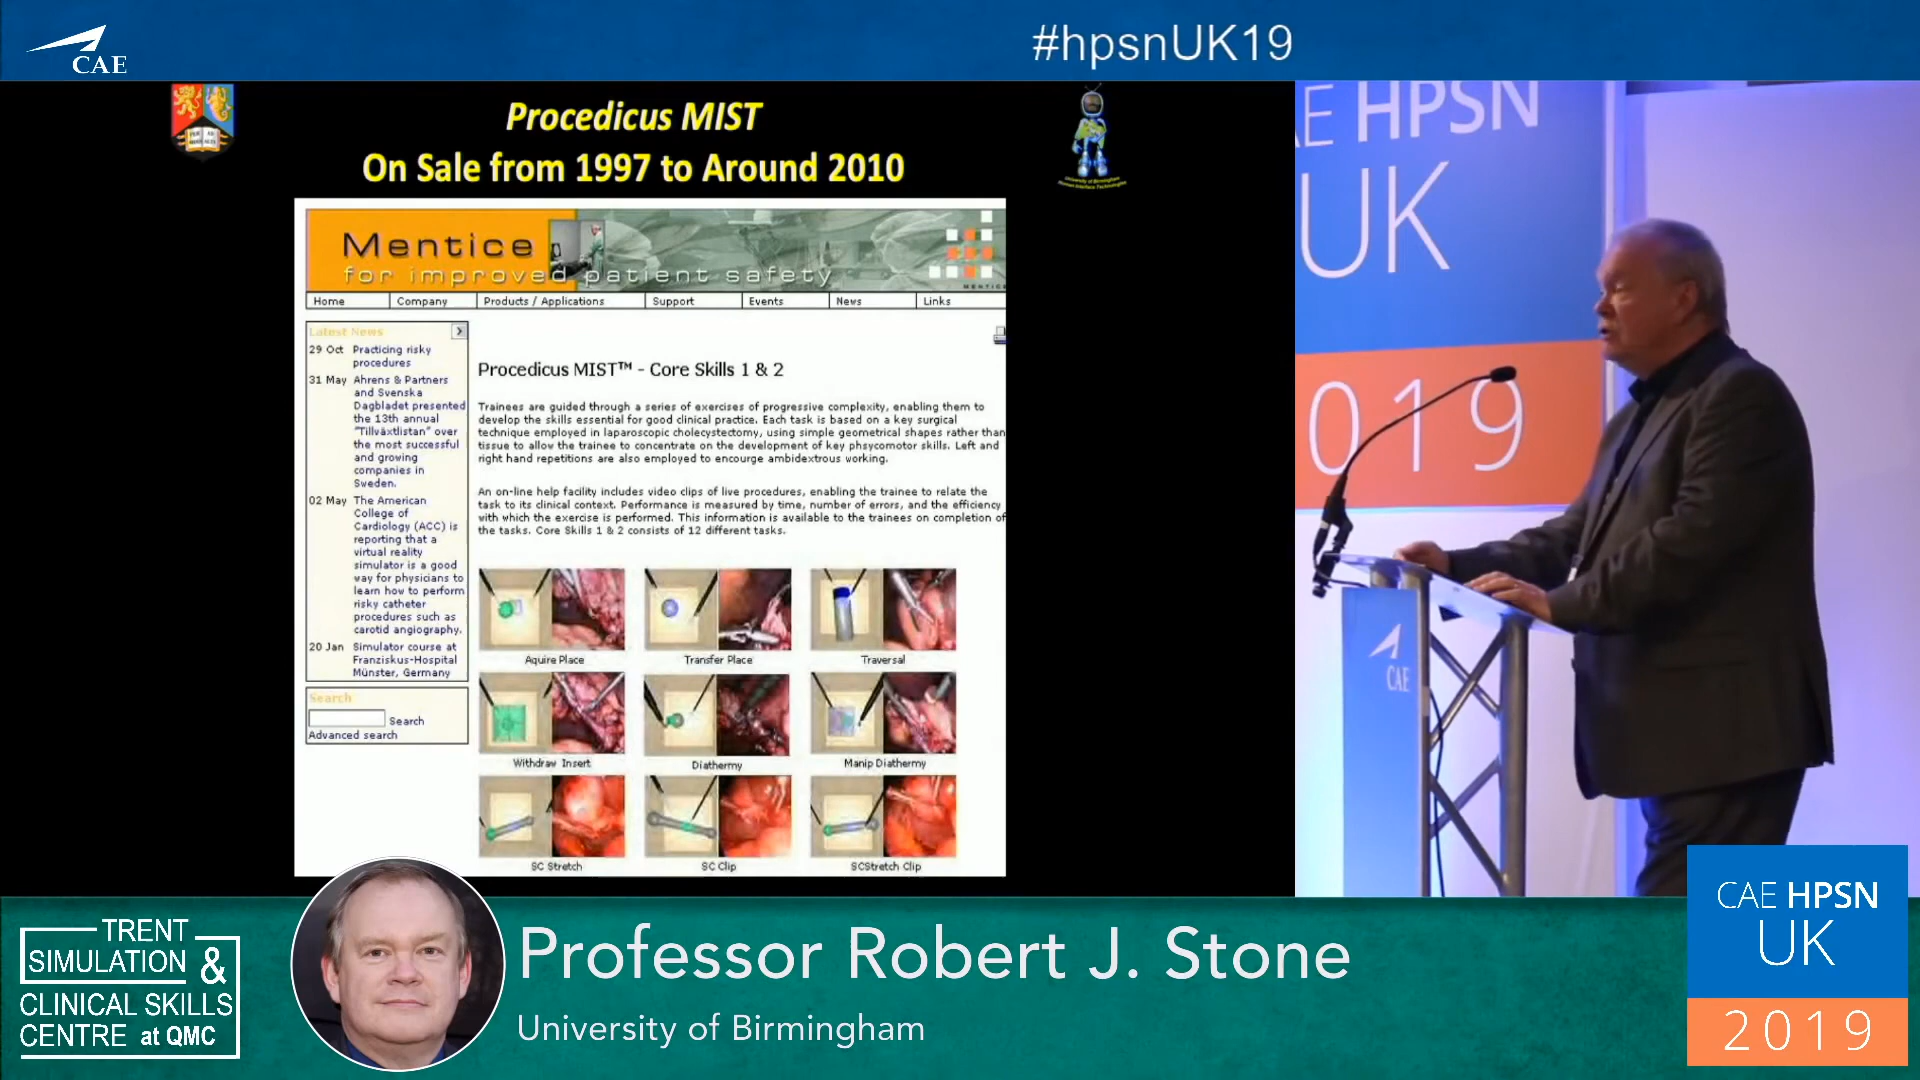 CAE
#hpsnUK19
Procedicus MIST
On Sale from 1997 to Around 2010
Mentice
for improved patient safety
MENTICE
Home
Company
Products / Applications
Support
Events
News
Links
Latest News
29 Oct Practicing risky
procedures
31 May Ahrens & Partners
and Svenska
Dagbladet presented
the 13th annual
"Tillväxtlistan" over
the most successful
and growing
companies in
Sweden.
02 May The American
College of
Cardiology (ACC) is
reporting that a
virtual reality
simulator is a good
way for physicians to
learn how to perform
risky catheter
procedures such as
carotid angiography.
20 Jan Simulator course at
Franziskus-Hospital
Münster, Germany
Search
Search
Advanced search
Procedicus MIST™ - Core Skills 1 & 2
Trainees are guided through a series of exercises of progressive complexity, enabling them to
develop the skills essential for good clinical practice. Each task is based on a key surgical
technique employed in laparoscopic cholecystectomy, using simple geometrical shapes rather than
tissue to allow the trainee to concentrate on the development of key phsycomotor skills. Left and
right hand repetitions are also employed to encourge ambidextrous working.
An on-line help facility includes video clips of live procedures, enabling the trainee to relate the
task to its clinical context. Performance is measured by time, number of errors, and the efficiency
with which the exercise is performed. This information is available to the trainees on completion of
the tasks. Core Skills 1 & 2 consists of 12 different tasks.
Aquire Place
Transfer Place
Traversal
Withdraw Insert
Diathermy
Manip Diathermy
SC Stretch
SC Clip
SCStretch Clip
University of Birmingham
Human Interface Technologies
AE HPSN
UK
019
CAE
TRENT
SIMULATION &
CLINICAL SKILLS
CENTRE at QMC
Professor Robert J. Stone
University of Birmingham
CAE HPSN
UK
2019